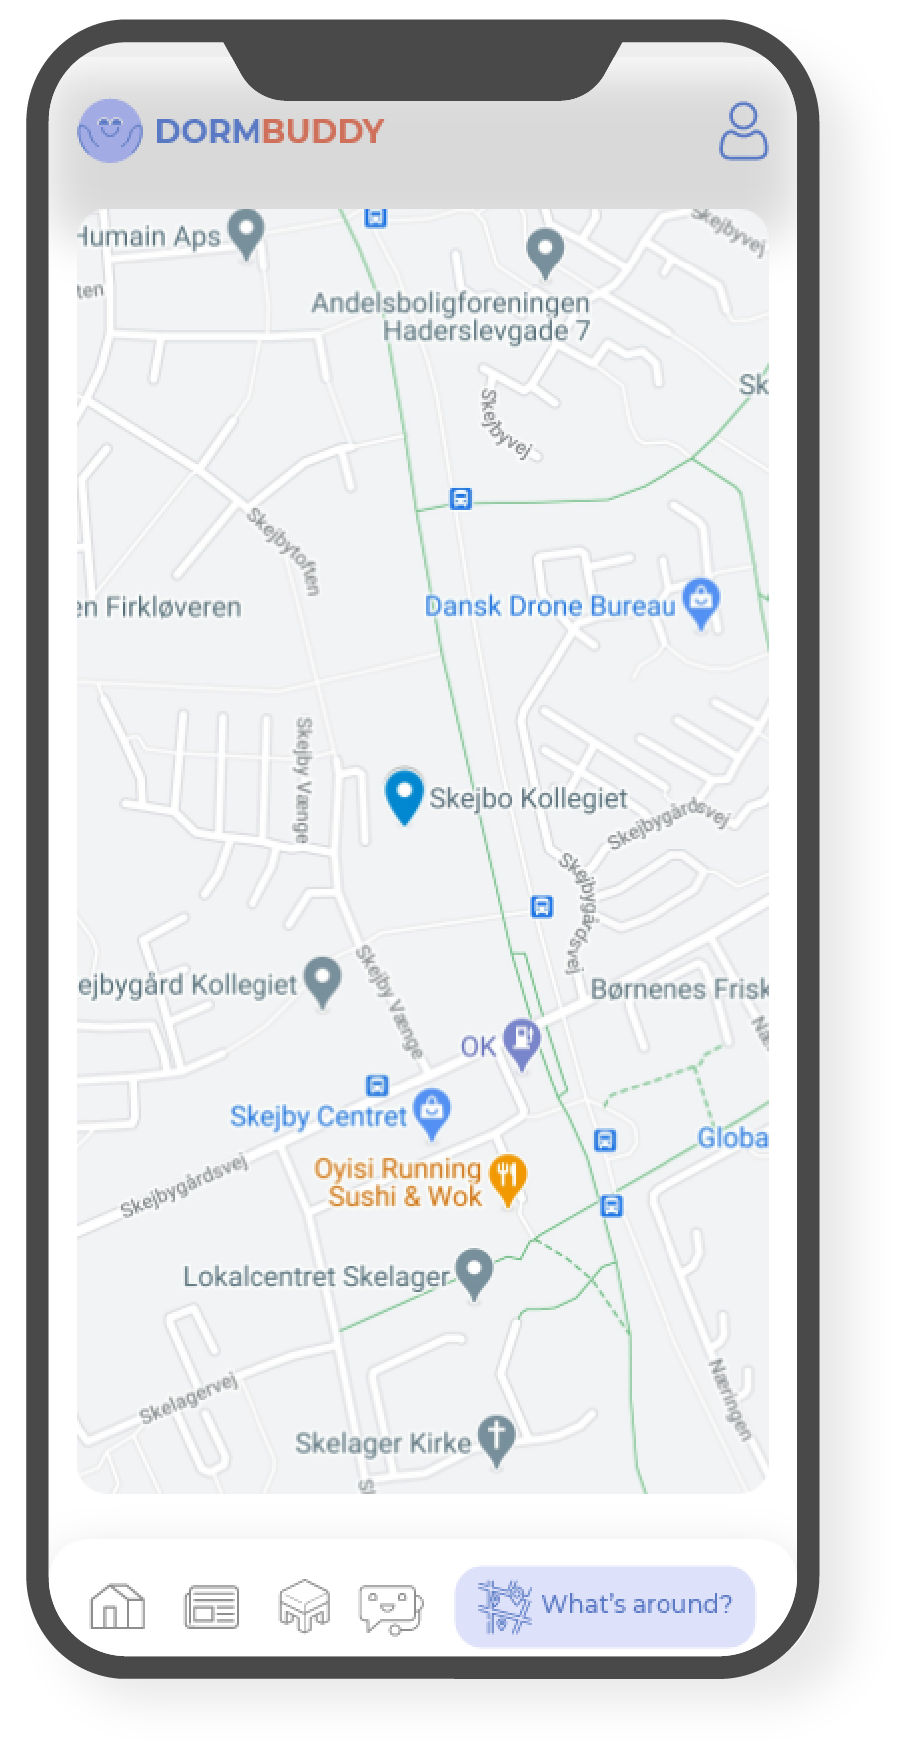 DORMBUDDY
Skejbyvej
Humain Aps
ten
Andelsboligforeningen
Haderslevgade 7
Sk
Skejbyvej
Skejbytoften
en Firkløveren
Dansk Drone Bureau
Skejby Vænge
Skejbo Kollegiet
Skejbygårdsvej
Skejbygårdsvej
Skejby Vænge
ejbygård Kollegiet
Børnenes Frisk
Næ
OK
Skejby Centret
Globa
Oyisi Running
Sushi & Wok
Skejbygårdsvej
Lokalcentret Skelager
Skelagervej
Næringen
Skelager Kirke
What's around?